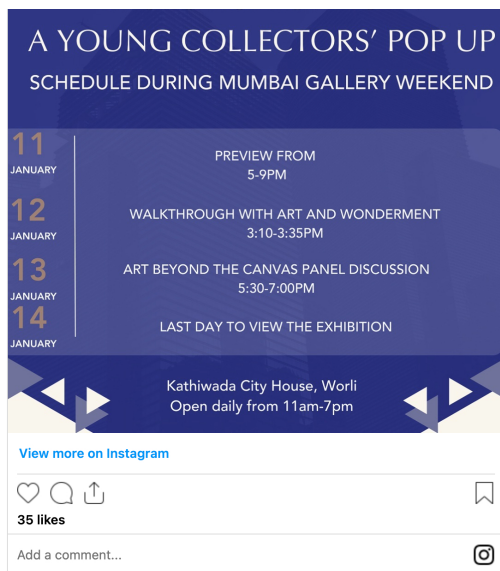 A YOUNG COLLECTORS' POP UP
SCHEDULE DURING MUMBAI GALLERY WEEKEND
11
JANUARY
PREVIEW FROM
5-9PM
12
JANUARY
WALKTHROUGH WITH ART AND WONDERMENT
3:10-3:35PM
13
JANUARY
ART BEYOND THE CANVAS PANEL DISCUSSION
5:30-7:00PM
14
JANUARY
LAST DAY TO VIEW THE EXHIBITION
Kathiwada City House, Worli
Open daily from 11am-7pm
View more on Instagram
35 likes
Add a comment...